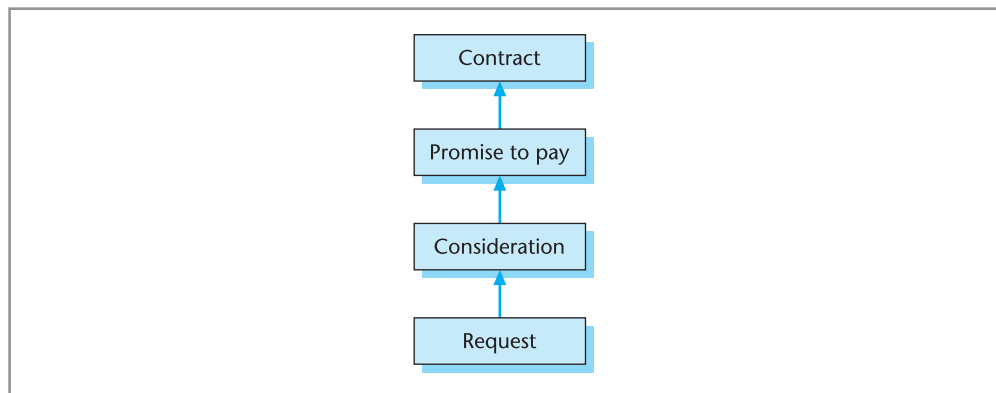 Contract
Promise to pay
Consideration
Request